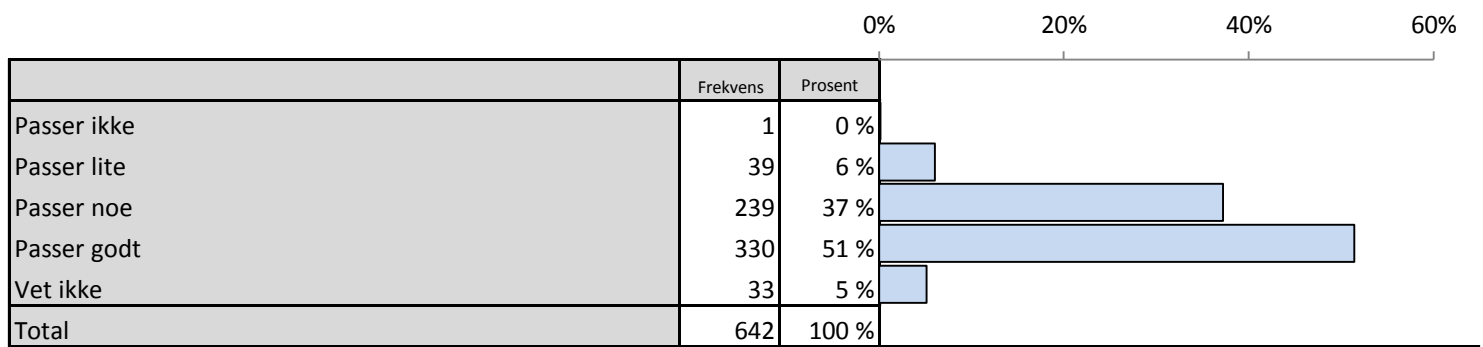 0% 20% 40% 60%
Frekvens Prosent
Passer ikke 1 0 %
Passer lite 39 6 %
Passer noe 239 37 %
Passer godt 330 51 %
Vet ikke 33 5 %
Total 642 100 %